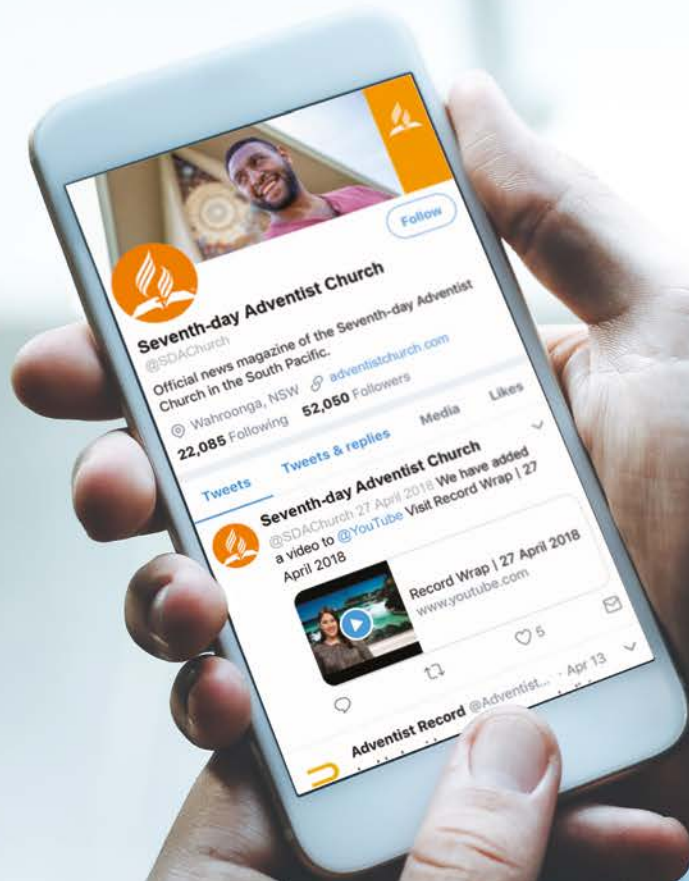 Follow
Seventh-day Adventist Church
@SDAChurch
Official news magazine of the Seventh-day Adventist
Church in the South Pacific.
Wahroonga, NSW adventistchurch.com
22,085 Following 52,050 Followers
Tweets Tweets & replies Media Likes
Seventh-day Adventist Church
@SDAChurch 27 April 2018 We have added
a video to @YouTube Visit Record Wrap | 27
April 2018
Record Wrap | 27 April 2018
www.youtube.com
5
Adventist Record @Adventist... · Apr 13